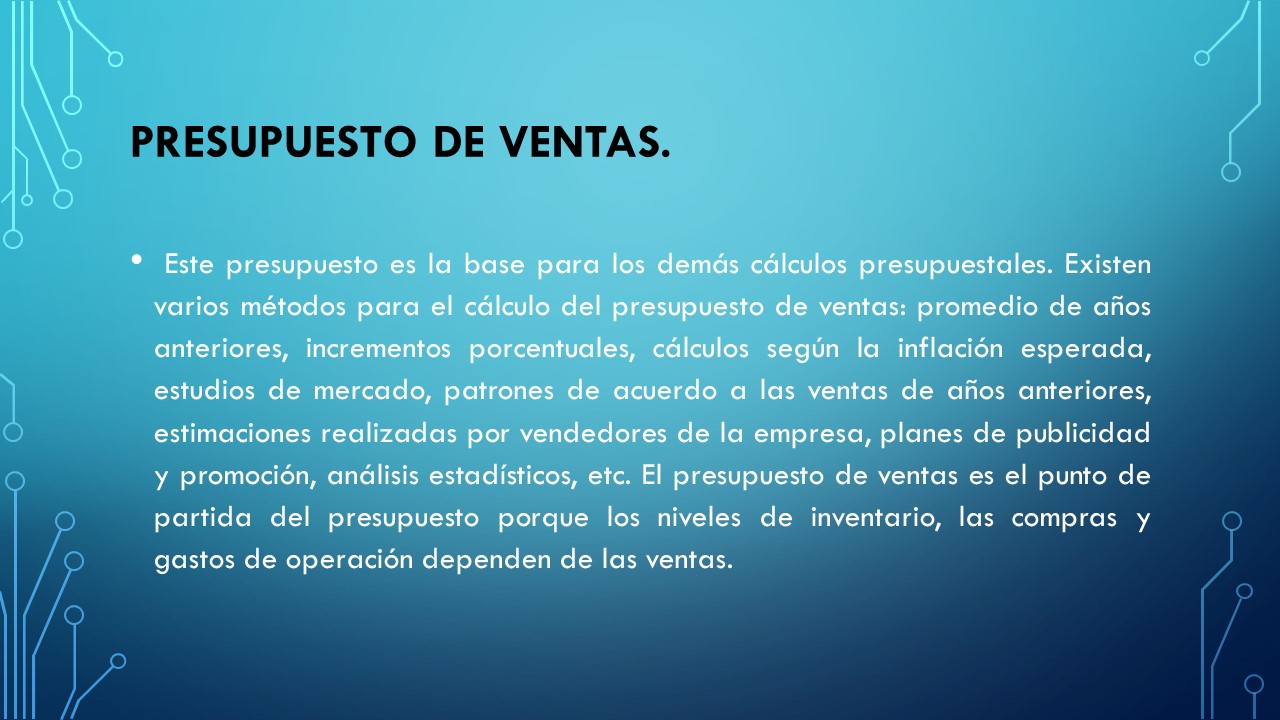 PRESUPUESTO DE VENTAS.
• Este presupuesto es la base para los demás cálculos presupuestales. Existen
varios métodos para el cálculo del presupuesto de ventas: promedio de años
anteriores, incrementos porcentuales, cálculos según la inflación esperada,
estudios de mercado, patrones de acuerdo a las ventas de años anteriores,
estimaciones realizadas por vendedores de la empresa, planes de publicidad
y promoción, análisis estadísticos, etc. El presupuesto de ventas es el punto de
partida del presupuesto porque los niveles de inventario, las compras y
gastos de operación dependen de las ventas.